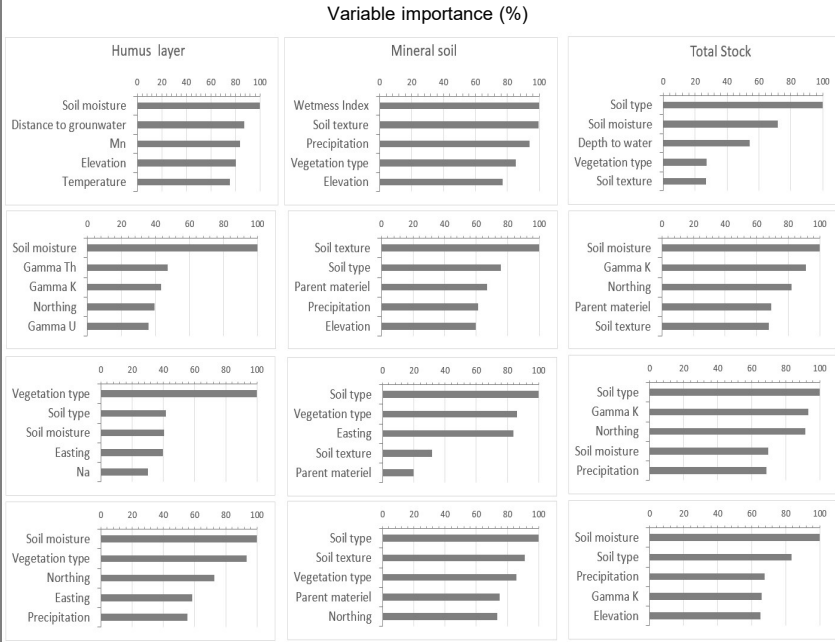 Variable importance (%)
Humus layer
0 20 40 60 80 100
Soil moisture
Distance to grounwater
Mn
Elevation
Temperature
Mineral soil
0 20 40 60 80 100
Wetmess Index
Soil texture
Precipitation
Vegetation type
Elevation
Total Stock
0 20 40 60 80 100
Soil type
Soil moisture
Depth to water
Vegetation type
Soil texture
0 20 40 60 80 100
Soil moisture
Gamma Th
Gamma K
Northing
Gamma U
0 20 40 60 80 100
Soil texture
Soil type
Parent materiel
Precipitation
Elevation
0 20 40 60 80 100
Soil moisture
Gamma K
Northing
Parent materiel
Soil texture
0 20 40 60 80 100
Vegetation type
Soil type
Soil moisture
Easting
Na
0 20 40 60 80 100
Soil type
Vegetation type
Easting
Soil texture
Parent materiel
0 20 40 60 80 100
Soil type
Gamma K
Northing
Soil moisture
Precipitation
0 20 40 60 80 100
Soil moisture
Vegetation type
Northing
Easting
Precipitation
0 20 40 60 80 100
Soil type
Soil texture
Vegetation type
Parent materiel
Northing
0 20 40 60 80 100
Soil moisture
Soil type
Precipitation
Gamma K
Elevation